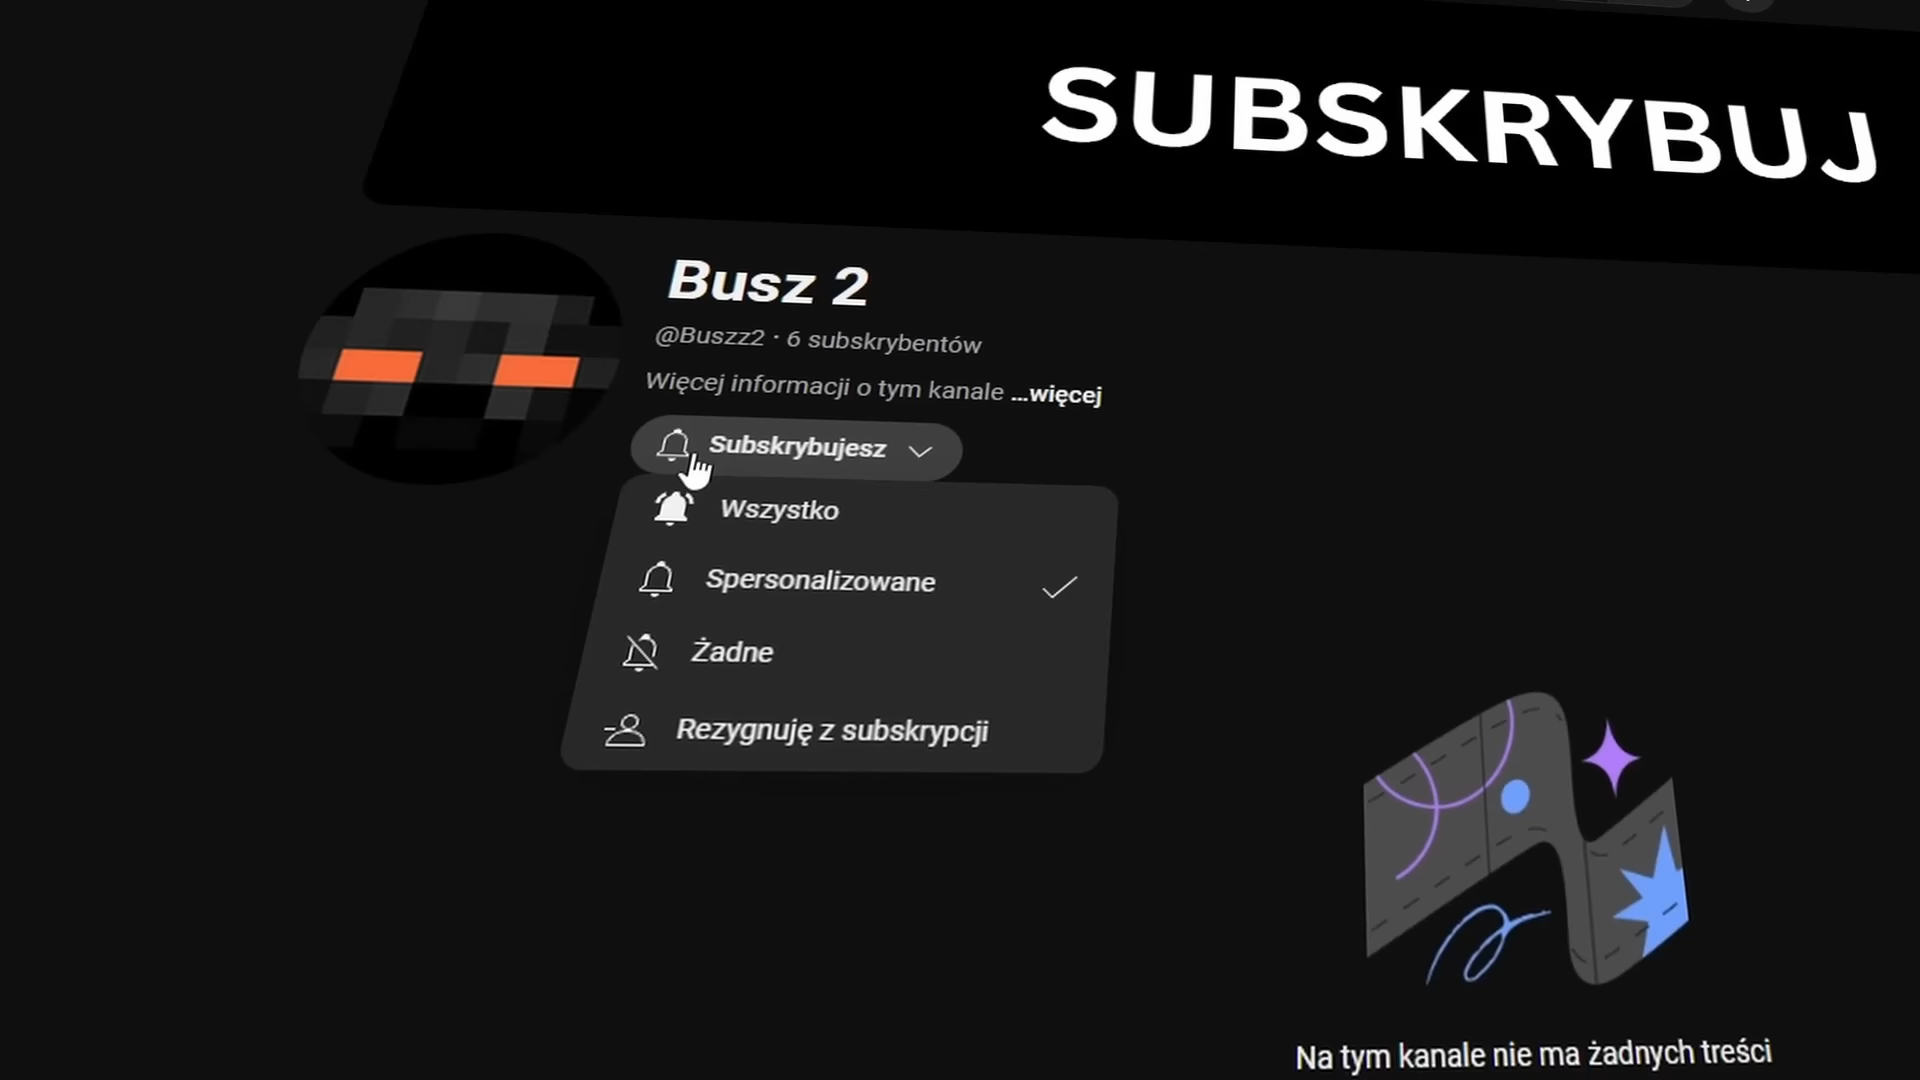 SUBSKRYBUJ
Busz 2
@Buszz2 · 6 subskrybentów
Więcej informacji o tym kanale ...więcej
Subskrybujesz
Wszystko
Spersonalizowane
Żadne
Rezygnuję z subskrypcji
Na tym kanale nie ma żadnych treści